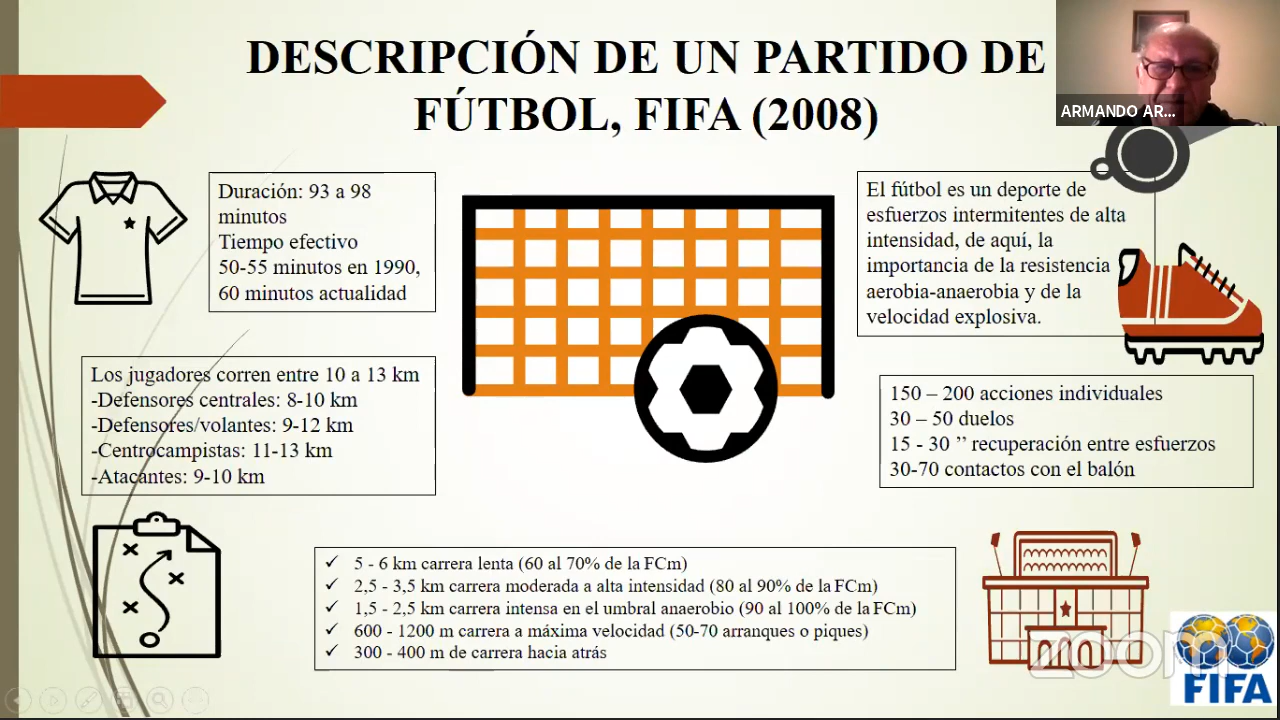 DESCRIPCIÓN DE UN PARTIDO DE
FÚTBOL, FIFA (2008)
ARMANDO AR...
Duración: 93 a 98
minutos
Tiempo efectivo
50-55 minutos en 1990,
60 minutos actualidad
El fútbol es un deporte de
esfuerzos intermitentes de alta
intensidad, de aquí, la
importancia de la resistencia
aerobia-anaerobia y de la
velocidad explosiva.
Los jugadores corren entre 10 a 13 km
-Defensores centrales: 8-10 km
-Defensores/volantes: 9-12 km
-Centrocampistas: 11-13 km
-Atacantes: 9-10 km
150 – 200 acciones individuales
30 – 50 duelos
15 - 30 ’’ recuperación entre esfuerzos
30-70 contactos con el balón
✓ 5 - 6 km carrera lenta (60 al 70% de la FCm)
✓ 2,5 - 3,5 km carrera moderada a alta intensidad (80 al 90% de la FCm)
✓ 1,5 - 2,5 km carrera intensa en el umbral anaerobio (90 al 100% de la FCm)
✓ 600 - 1200 m carrera a máxima velocidad (50-70 arranques o piques)
✓ 300 - 400 m de carrera hacia atrás
zoom
FIFA